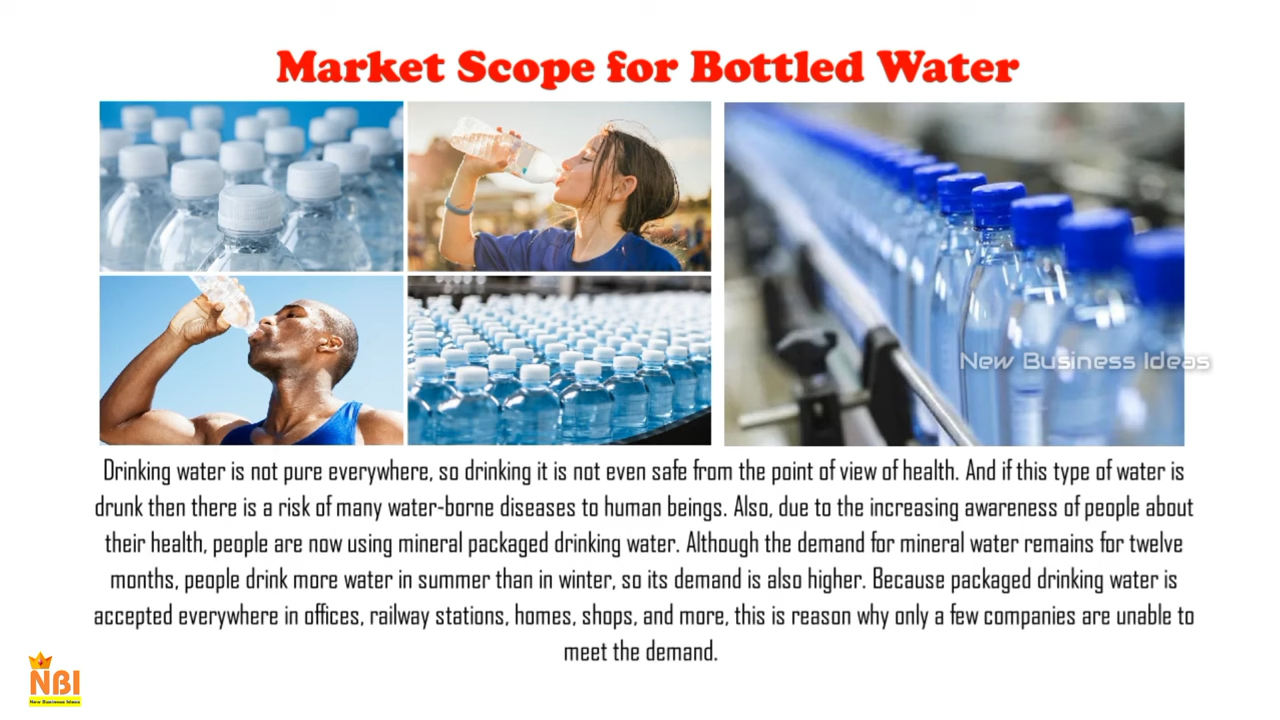 Market Scope for Bottled Water
New Business Ideas
Drinking water is not pure everywhere, so drinking it is not even safe from the point of view of health. And if this type of water is
drunk then there is a risk of many water-borne diseases to human beings. Also, due to the increasing awareness of people about
their health, people are now using mineral packaged drinking water. Although the demand for mineral water remains for twelve
months, people drink more water in summer than in winter, so its demand is also higher. Because packaged drinking water is
accepted everywhere in offices, railway stations, homes, shops, and more, this is reason why only a few companies are unable to
meet the demand.
NBI
New Business Ideas